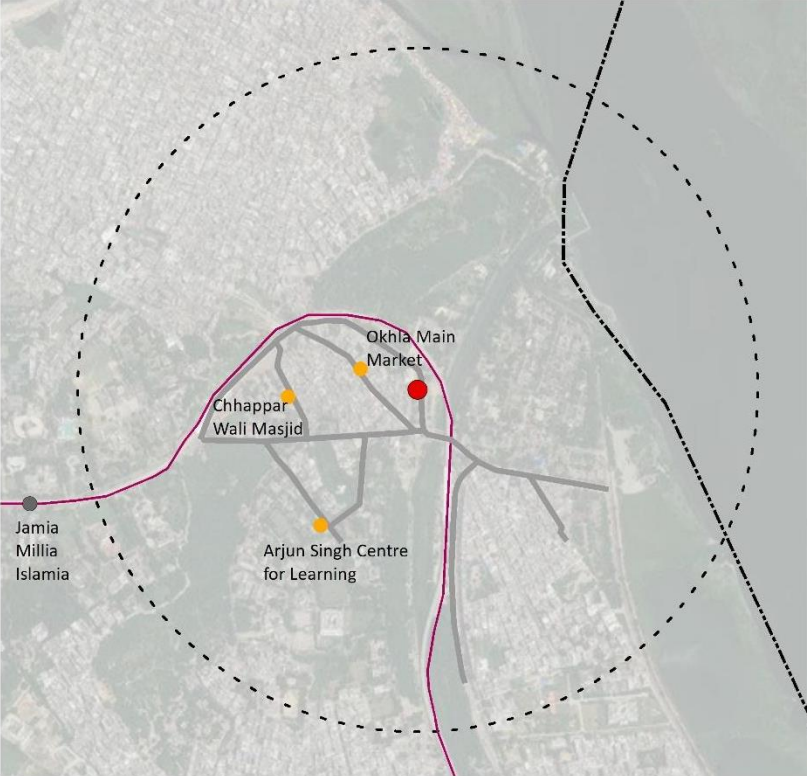 Okhla Main
Market
Chhappar
Wali Masjid
Jamia
Millia
Islamia
Arjun Singh Centre
for Learning